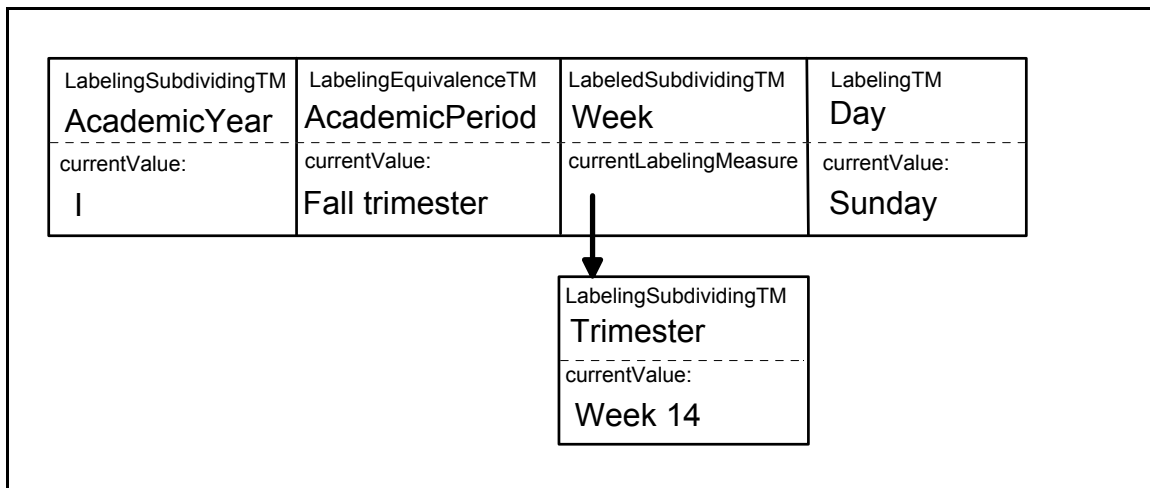 LabelingSubdividingTM LabelingEquivalenceTM LabeledSubdividingTM LabelingTM
AcademicYear AcademicPeriod Week Day
currentValue: currentValue: currentLabelingMeasure currentValue:
I Fall trimester Sunday
LabelingSubdividingTM
Trimester
currentValue:
Week 14